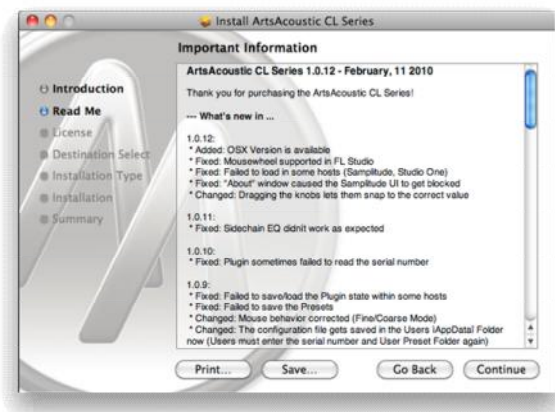 Install ArtsAcoustic CL Series
Important Information
Introduction
Read Me
License
Destination Select
Installation Type
Installation
Summary
ArtsAcoustic CL Series 1.0.12 - February, 11 2010
Thank you for purchasing the ArtsAcoustic CL Series!
--- What's new in ...
1.0.12:
* Added: OSX Version is available
* Fixed: Mousewheel supported in FL Studio
* Fixed: Failed to load in some hosts (Samplitude, Studio One)
* Fixed: "About" window caused the Samplitude UI to get blocked
* Changed: Dragging the knobs lets them snap to the correct value
1.0.11:
* Fixed: Sidechain EQ didnít work as expected
1.0.10:
* Fixed: Plugin sometimes failed to read the serial number
1.0.9:
* Fixed: Failed to save/load the Plugin state within some hosts
* Fixed: Failed to save the Presets
* Changed: Mouse behavior corrected (Fine/Coarse Mode)
* Changed: The configuration file gets saved in the Users ìAppDataî Folder
now (Users must enter the serial number and User Preset Folder again)
Print... Save... Go Back Continue